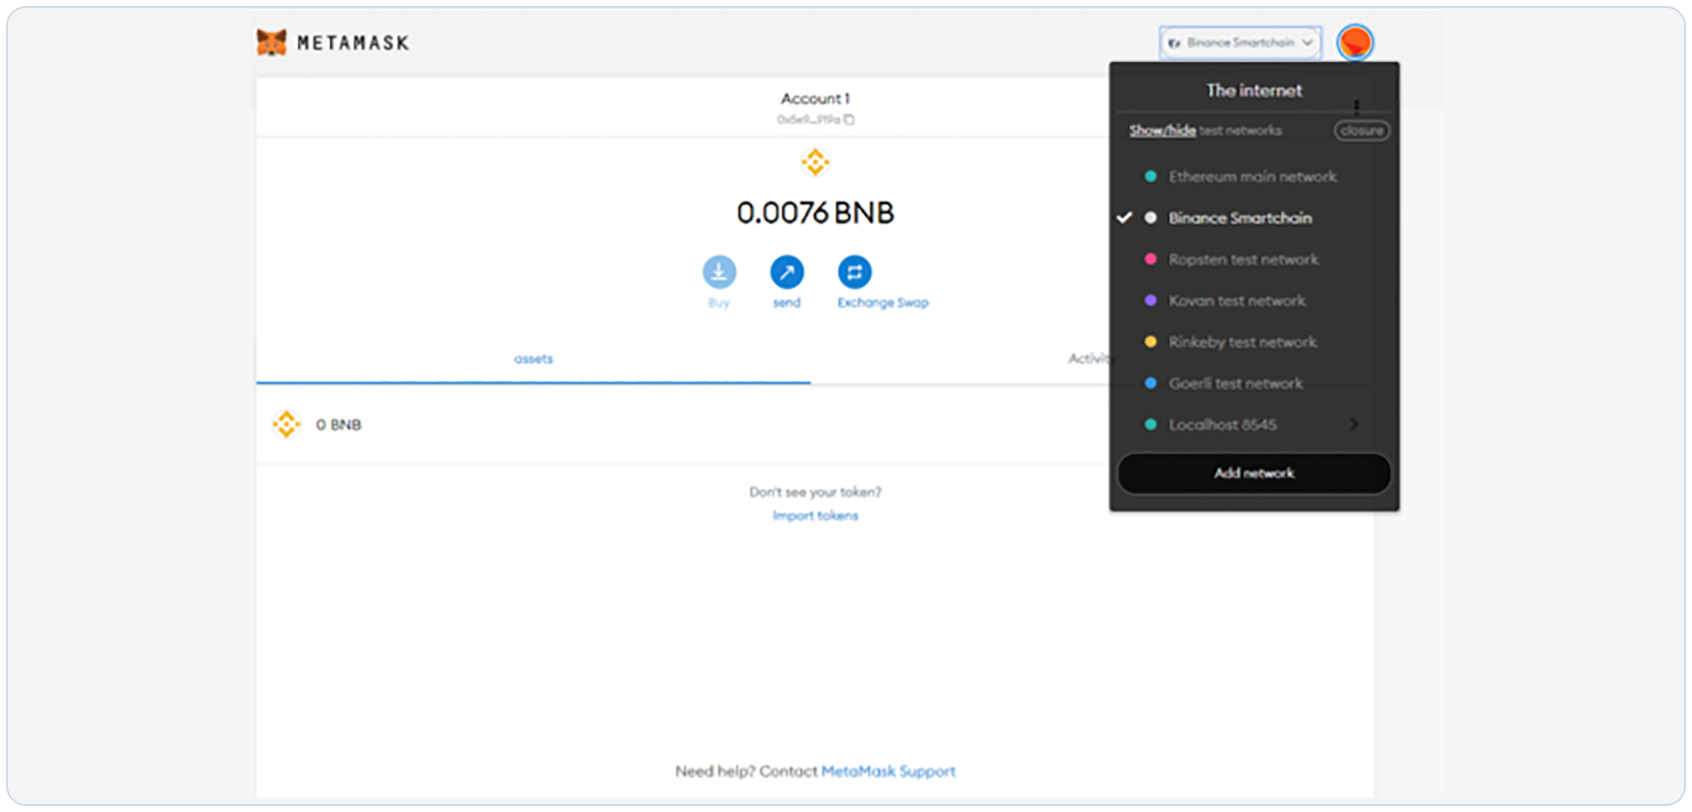 METAMASK
Binance Smartchain
Account 1
0x5e9...919a
0.0076 BNB
Buy
send
Exchange Swap
assets
Activity
0 BNB
Don't see your token?
Import tokens
Need help? Contact MetaMask Support
The internet
Show/hide test networks
closure
Ethereum main network
Binance Smartchain
Ropsten test network
Kovan test network
Rinkeby test network
Goerli test network
Localhost 8545
Add network